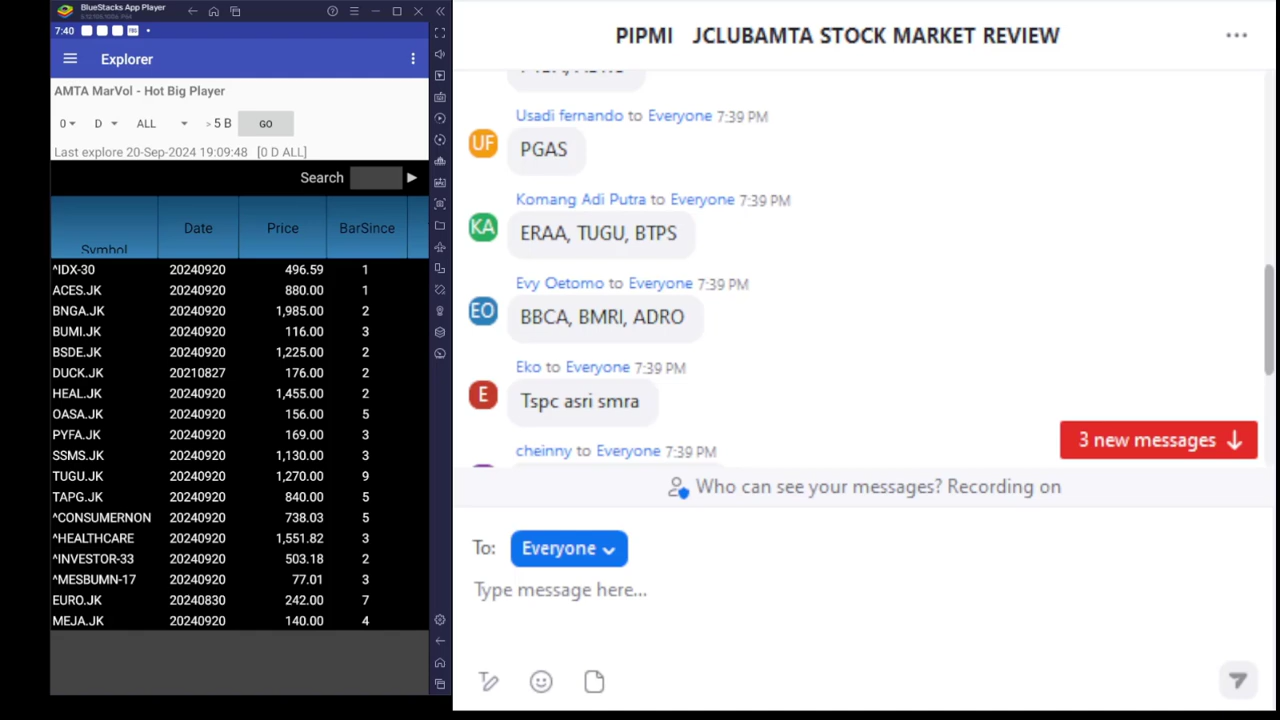 BlueStacks App Player
7:40
Explorer
AMTA MarVol - Hot Big Player
0 D ALL > 5 B GO
Last explore 20-Sep-2024 19:09:48 [0 D ALL]
Search
Symbol Date Price BarSince
^IDX-30 20240920 496.59 1
ACES.JK 20240920 880.00 1
BNGA.JK 20240920 1,985.00 2
BUMI.JK 20240920 116.00 3
BSDE.JK 20240920 1,225.00 2
DUCK.JK 20210827 176.00 2
HEAL.JK 20240920 1,455.00 2
OASA.JK 20240920 156.00 5
PYFA.JK 20240920 169.00 3
SSMS.JK 20240920 1,130.00 3
TUGU.JK 20240920 1,270.00 9
TAPG.JK 20240920 840.00 5
^CONSUMERNON 20240920 738.03 5
^HEALTHCARE 20240920 1,551.82 3
^INVESTOR-33 20240920 503.18 2
^MESBUMN-17 20240920 77.01 3
EURO.JK 20240830 242.00 7
MEJA.JK 20240920 140.00 4
PIPMI JCLUBAMTA STOCK MARKET REVIEW
Usadi fernando to Everyone 7:39 PM
UF
PGAS
Komang Adi Putra to Everyone 7:39 PM
KA
ERAA, TUGU, BTPS
Evy Oetomo to Everyone 7:39 PM
EO
BBCA, BMRI, ADRO
Eko to Everyone 7:39 PM
E
Tspc asri smra
cheinny to Everyone 7:39 PM
3 new messages
Who can see your messages? Recording on
To: Everyone
Type message here...